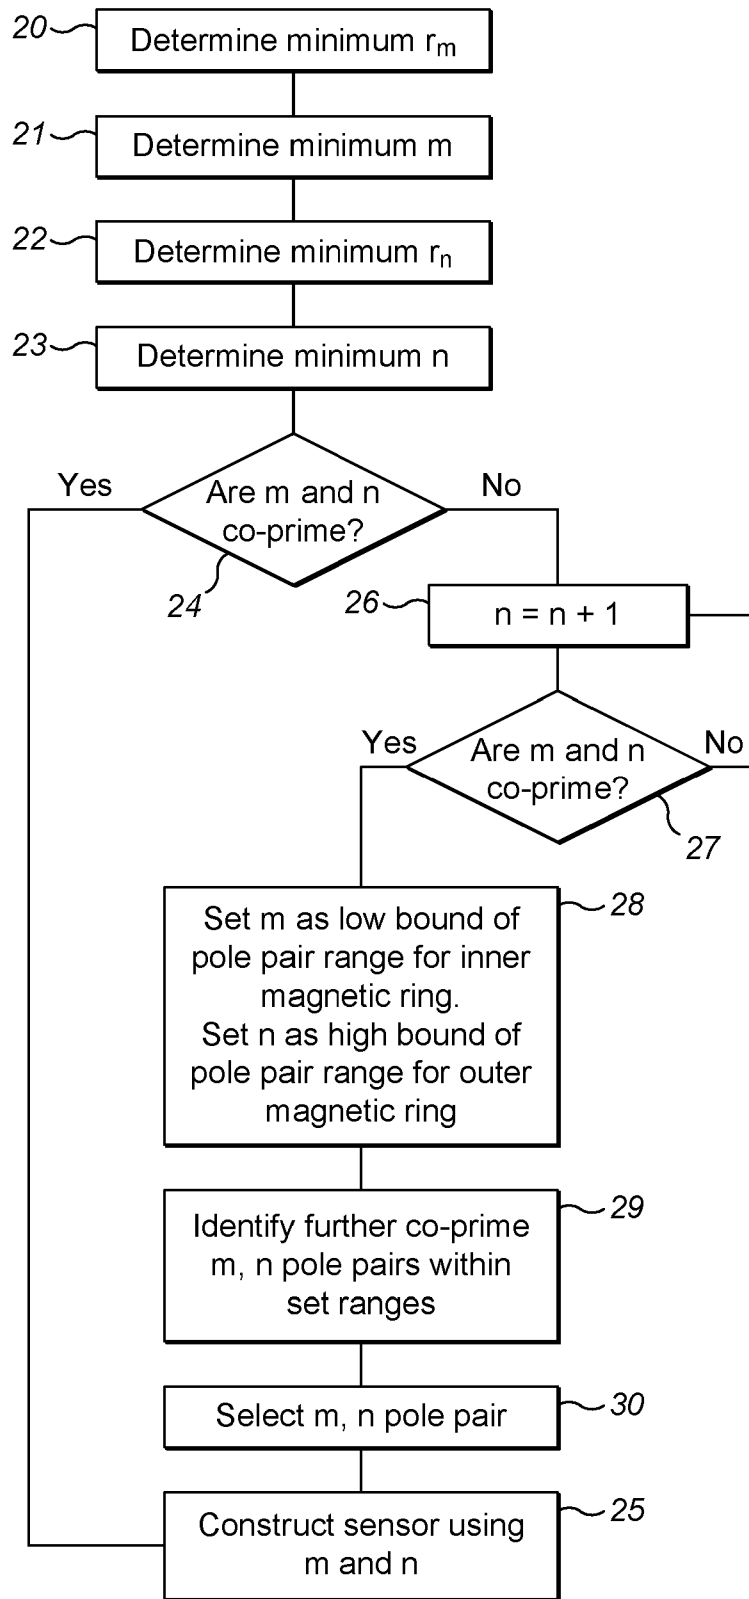 20
Determine minimum rm
21
Determine minimum m
22
Determine minimum rn
23
Determine minimum n
Yes
Are m and n
co-prime?
No
24
26
n = n + 1
Yes
Are m and n
co-prime?
No
27
28
Set m as low bound of
pole pair range for inner
magnetic ring.
Set n as high bound of
pole pair range for outer
magnetic ring
29
Identify further co-prime
m, n pole pairs within
set ranges
30
Select m, n pole pair
25
Construct sensor using
m and n